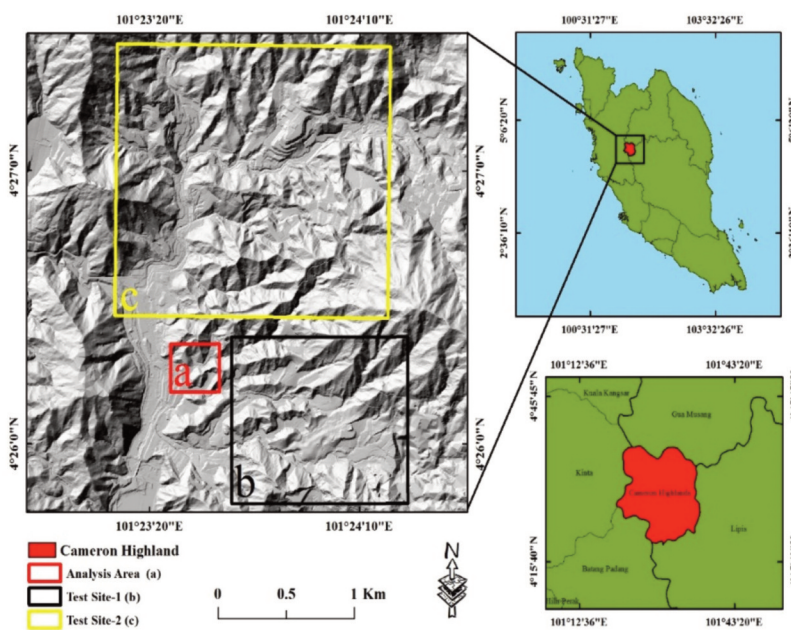 101°23'20"E 101°24'10"E
4°27'0"N
4°27'0"N
4°26'0"N
4°26'0"N
c
a
b
101°23'20"E 101°24'10"E
100°31'27"E 103°32'26"E
5°6'20"N
2°36'10"N
100°31'27"E 103°32'26"E
101°12'36"E 101°43'20"E
4°45'45"N
4°15'40"N
Kuala Kangsar
Gua Musang
Kinta
Cameron Highlands
Lipis
Batang Padang
101°12'36"E 101°43'20"E
Cameron Highland
Analysis Area (a)
Test Site-1 (b)
Test Site-2 (c)
N
0 0.5 1 Km